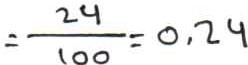 = 24/100 = 0.24